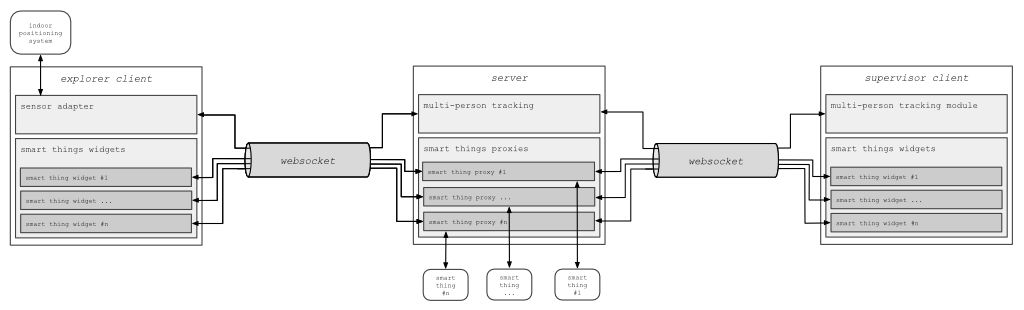 indoor
positioning
system
explorer client
sensor adapter
smart things widgets
smart thing widget #1
smart thing widget ...
smart thing widget #n
websocket
server
multi-person tracking
smart things proxies
smart thing proxy #1
smart thing proxy ...
smart thing proxy #n
smart
thing
#n
smart
thing
...
smart
thing
#1
websocket
supervisor client
multi-person tracking module
smart things widgets
smart thing widget #1
smart thing widget ...
smart thing widget #n